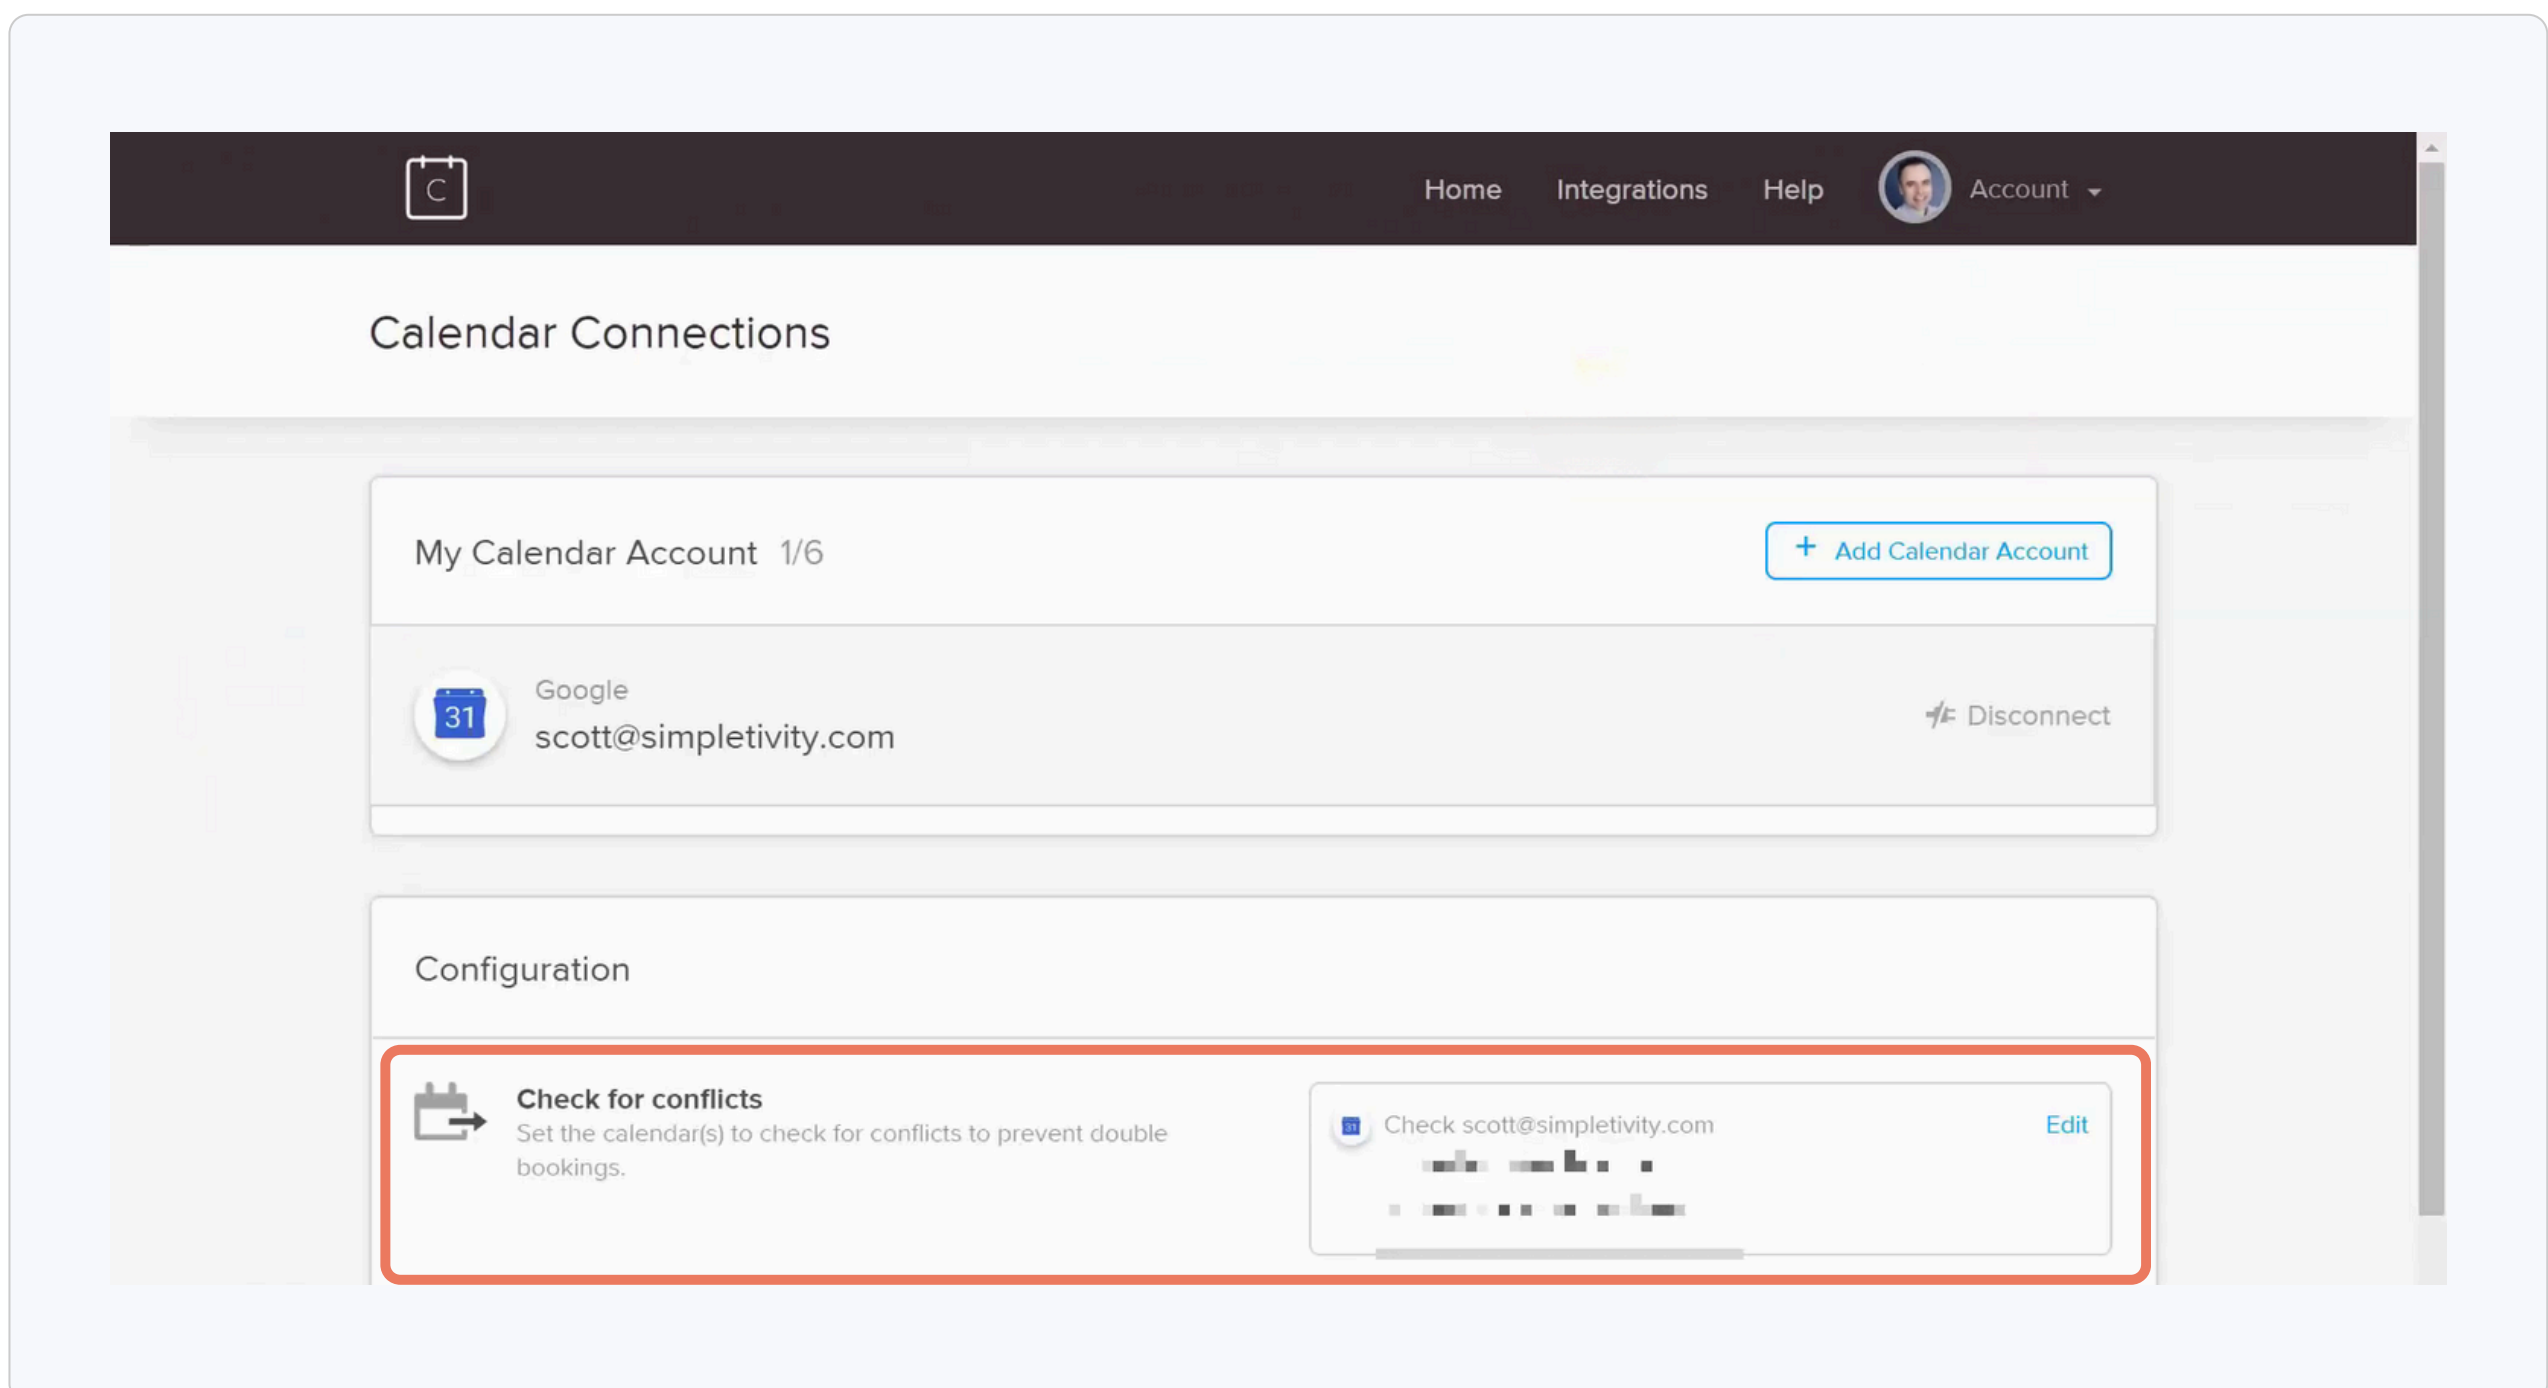 C
Home Integrations Help Account
Calendar Connections
My Calendar Account 1/6
+ Add Calendar Account
Google
31
scott@simpletivity.com
Disconnect
Configuration
Check for conflicts
Set the calendar(s) to check for conflicts to prevent double
bookings.
31 Check scott@simpletivity.com
Edit